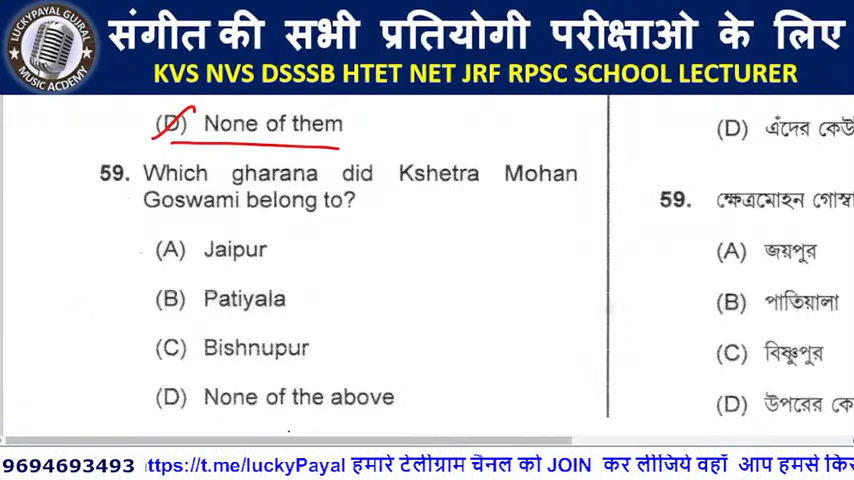 LUCKYPAYAL GUJRAL
MUSIC ACDEMY
संगीत की सभी प्रतियोगी परीक्षाओ के लिए
KVS NVS DSSSB HTET NET JRF RPSC SCHOOL LECTURER
(D) None of them
59. Which gharana did Kshetra Mohan
Goswami belong to?
(A) Jaipur
(B) Patiyala
(C) Bishnupur
(D) None of the above
(D) এঁদের কেউ
59. ক্ষেত্রমোহন গোস্বা
(A) জয়পুর
(B) পাতিয়ালা
(C) বিষ্ণুপুর
(D) উপরের কো
9694693493 https://t.me/luckyPayal हमारे टेलीग्राम चैनल को JOIN कर लीजिये वहाँ आप हमसे किस